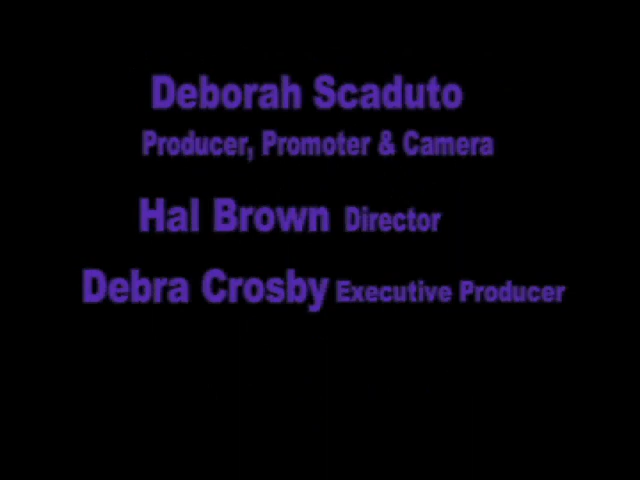 Deborah Scaduto
Producer, Promoter & Camera
Hal Brown Director
Debra Crosby Executive Producer